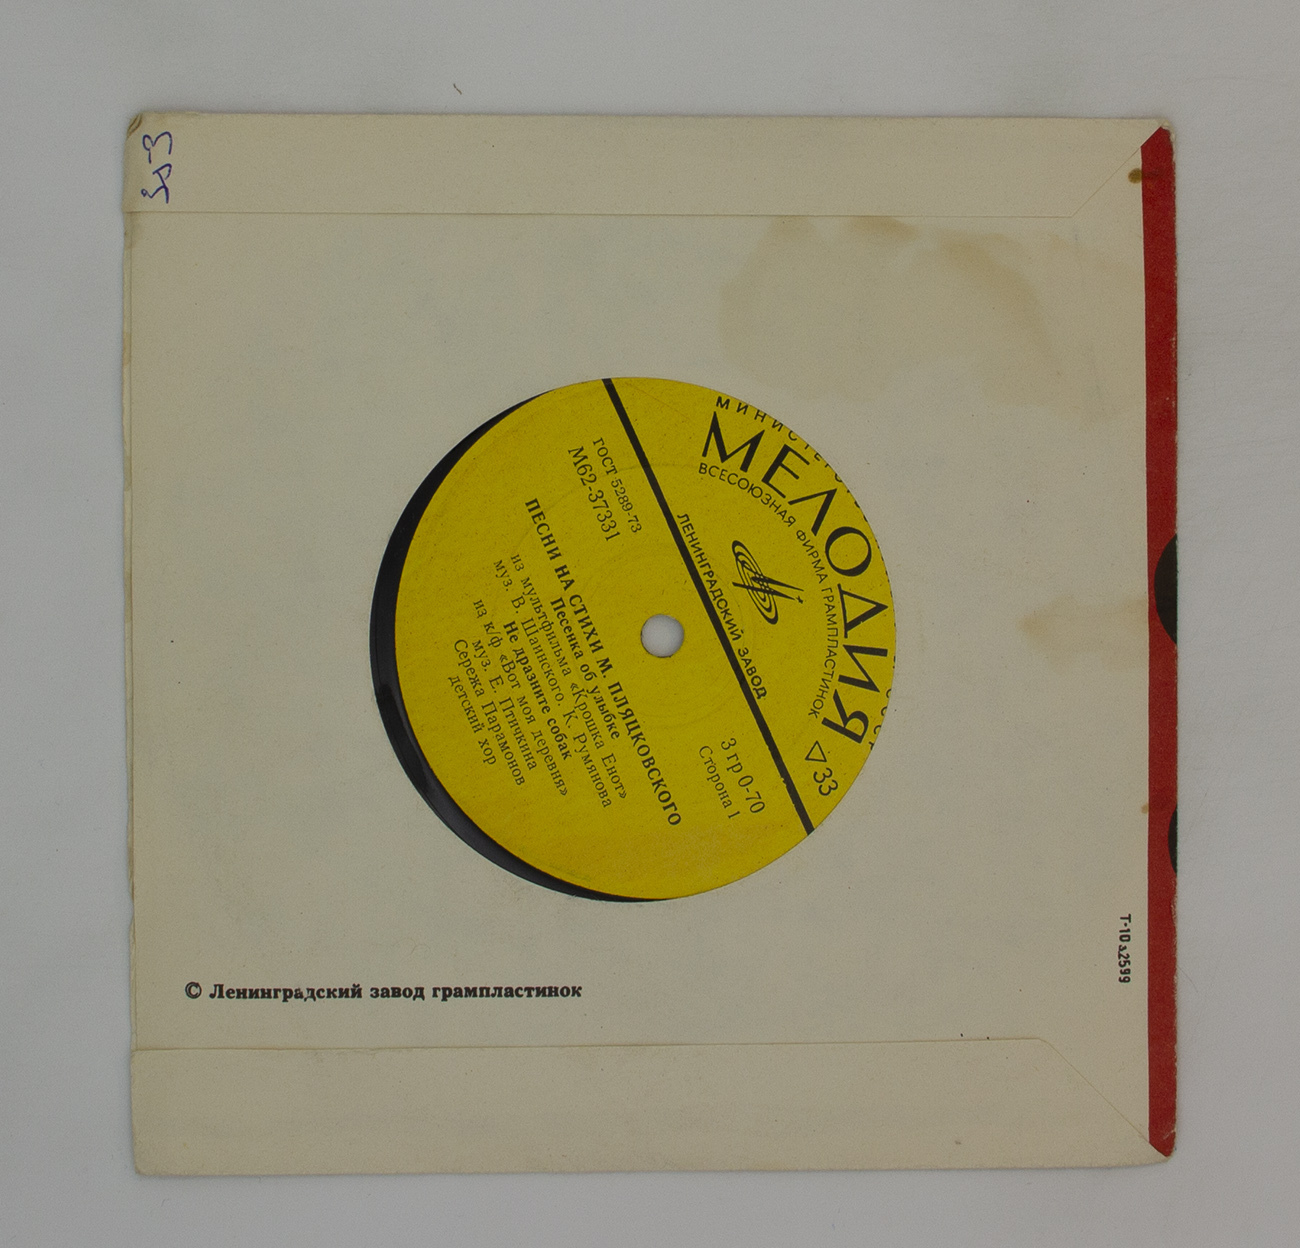 МЕЛОДИЯ
ВСЕСОЮЗНАЯ ФИРМА ГРАМПЛАСТИНОК
ЛЕНИНГРАДСКИЙ ЗАВОД
▽33
ГОСТ 5289-73
М62-37331
3 гр 0-70
Сторона 1
ПЕСНИ НА СТИХИ М. ПЛЯЦКОВСКОГО
Песенка об улыбке
из мультфильма «Крошка Енот»
муз. В. Шаинского. К. Румянова
Не дразните собак
из к/ф «Вот моя деревня»
муз. Е. Птичкина
Сережа Парамонов
детский хор
Т-10 з.2599
© Ленинградский завод грампластинок